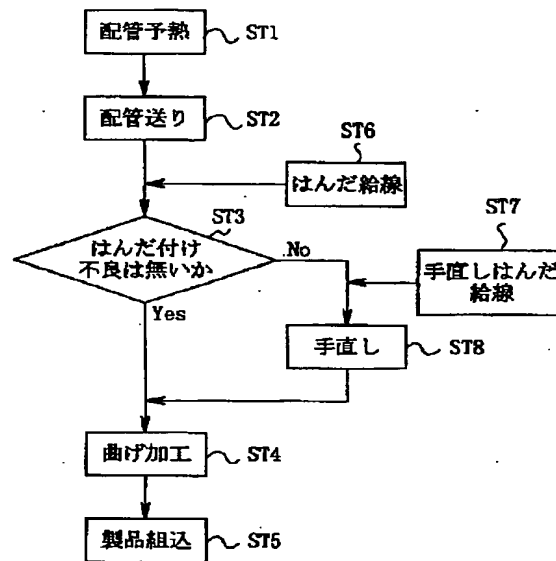 配管予熱
ST1
配管送り
ST2
ST6
はんだ給線
ST3
はんだ付け
不良は無いか
No
ST7
手直しはんだ
給線
Yes
手直し
ST8
曲げ加工
ST4
製品組込
ST5